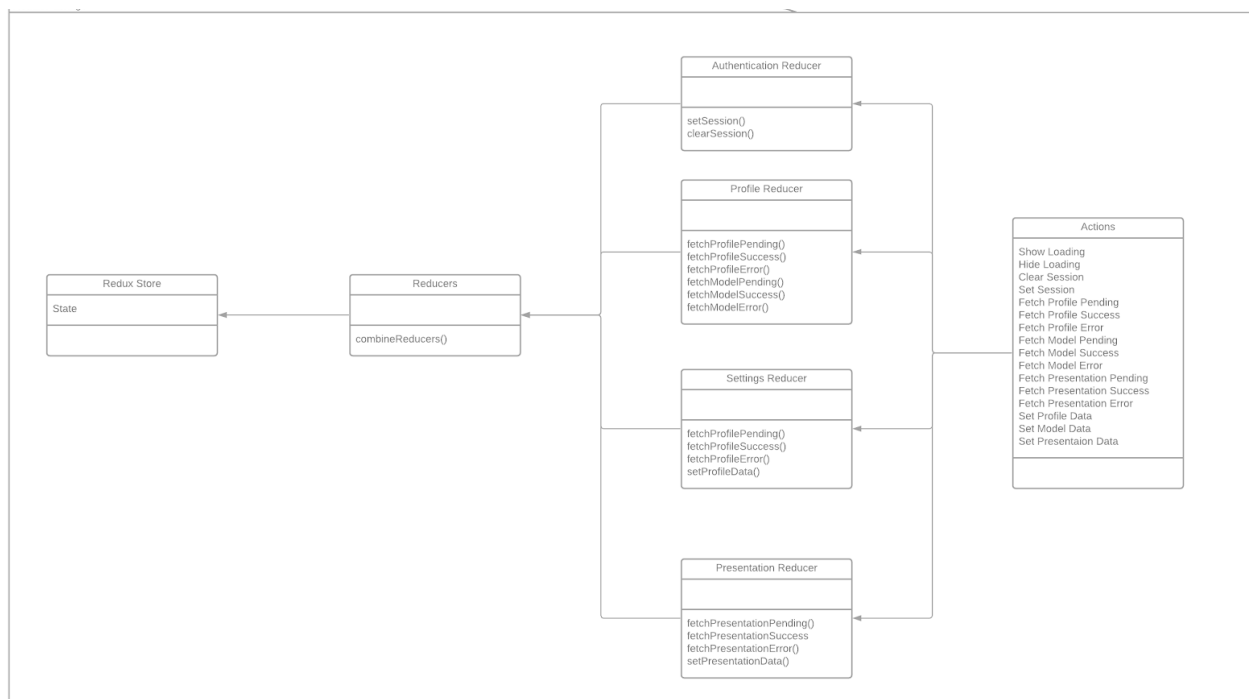 Authentication Reducer
setSession()
clearSession()
Profile Reducer
fetchProfilePending()
fetchProfileSuccess()
fetchProfileError()
fetchModelPending()
fetchModelSuccess()
fetchModelError()
Actions
Show Loading
Hide Loading
Clear Session
Set Session
Fetch Profile Pending
Fetch Profile Success
Fetch Profile Error
Fetch Model Pending
Fetch Model Success
Fetch Model Error
Fetch Presentation Pending
Fetch Presentation Success
Fetch Presentation Error
Set Profile Data
Set Model Data
Set Presentaion Data
Redux Store
State
Reducers
combineReducers()
Settings Reducer
fetchProfilePending()
fetchProfileSuccess()
fetchProfileError()
setProfileData()
Presentation Reducer
fetchPresentationPending()
fetchPresentationSuccess
fetchPresentationError()
setPresentationData()